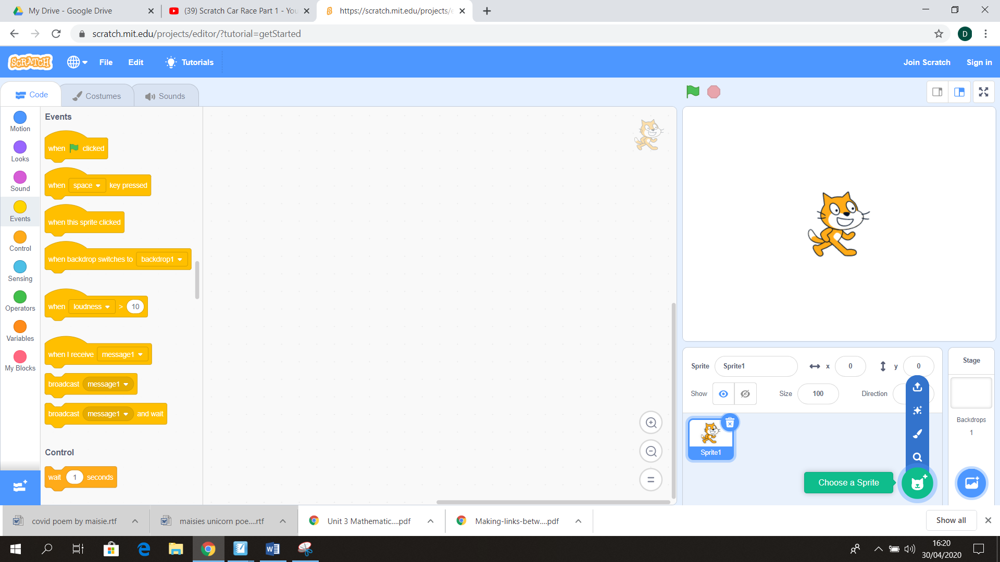 My Drive - Google Drive
(39) Scratch Car Race Part 1 - You
https://scratch.mit.edu/projects/e
scratch.mit.edu/projects/editor/?tutorial=getStarted
D
SCRATCH
File
Edit
Tutorials
Join Scratch
Sign in
Code
Costumes
Sounds
Motion
Looks
Sound
Events
Control
Sensing
Operators
Variables
My Blocks
Events
when clicked
when space key pressed
when this sprite clicked
when backdrop switches to backdrop1
when loudness > 10
when I receive message1
broadcast message1
broadcast message1 and wait
Control
wait 1 seconds
Sprite Sprite1 x 0 y 0
Show Size 100 Direction
Sprite1
Choose a Sprite
Stage
Backdrops
1
covid poem by maisie.rtf
maisies unicorn poe....rtf
Unit 3 Mathematic....pdf
Making-links-betw....pdf
Show all
16:20
30/04/2020